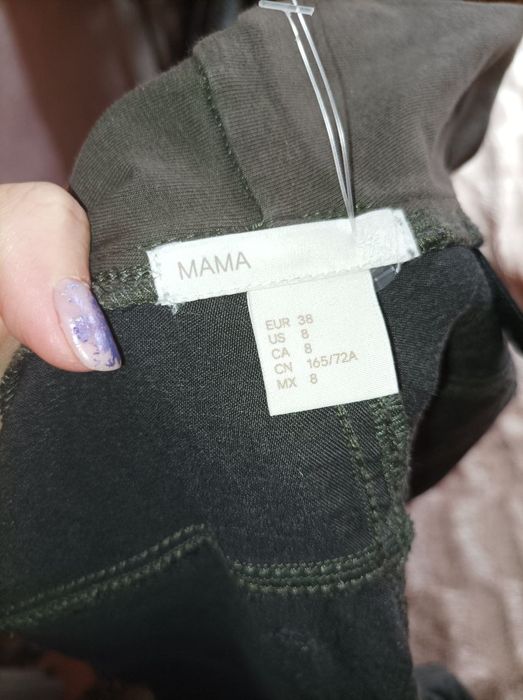 MAMA
EUR 38
US 8
CA 8
CN 165/72A
MX 8